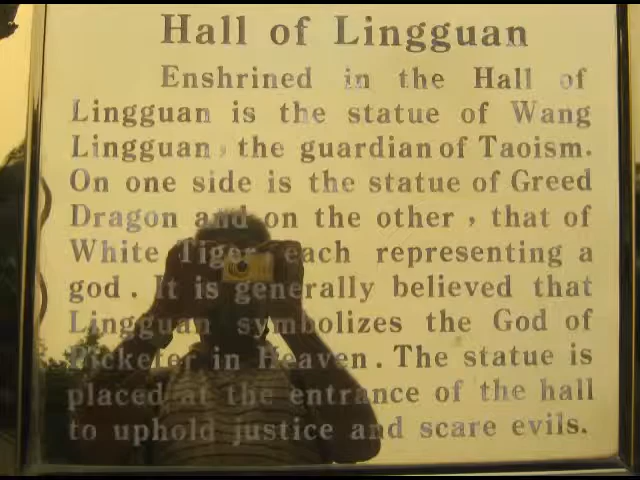 Hall of Lingguan
Enshrined in the Hall of
Lingguan is the statue of Wang
Lingguan, the guardian of Taoism.
On one side is the statue of Greed
Dragon and on the other, that of
White Tiger each representing a
god. It is generally believed that
Lingguan symbolizes the God of
Picketer in Heaven. The statue is
placed at the entrance of the hall
to uphold justice and scare evils.